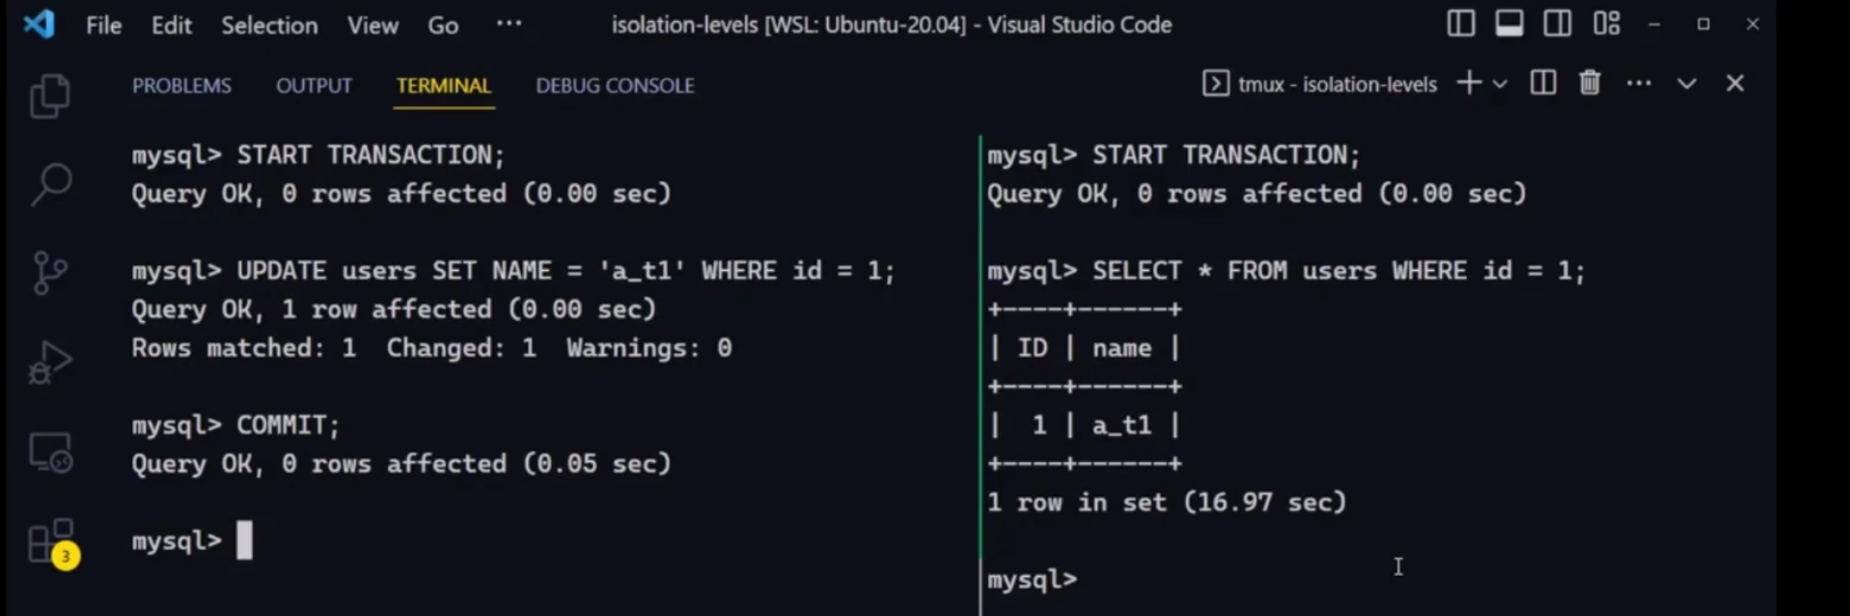 File Edit Selection View Go ··· isolation-levels [WSL: Ubuntu-20.04] - Visual Studio Code
PROBLEMS OUTPUT TERMINAL DEBUG CONSOLE tmux - isolation-levels
mysql> START TRANSACTION;
Query OK, 0 rows affected (0.00 sec)
mysql> UPDATE users SET NAME = 'a_t1' WHERE id = 1;
Query OK, 1 row affected (0.00 sec)
Rows matched: 1  Changed: 1  Warnings: 0
mysql> COMMIT;
Query OK, 0 rows affected (0.05 sec)
mysql>
3
mysql> START TRANSACTION;
Query OK, 0 rows affected (0.00 sec)
mysql> SELECT * FROM users WHERE id = 1;
+----+------+
| ID | name |
+----+------+
|  1 | a_t1 |
+----+------+
1 row in set (16.97 sec)
mysql>